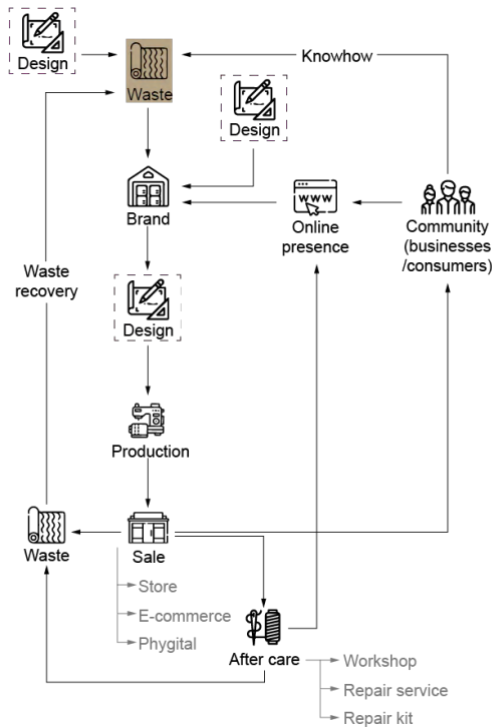 Design
Knowhow
Waste
Design
Brand
Online
presence
WWW
Community
(businesses
/consumers)
Waste
recovery
Design
Production
Waste
Sale
Store
E-commerce
Phygital
After care
Workshop
Repair service
Repair kit